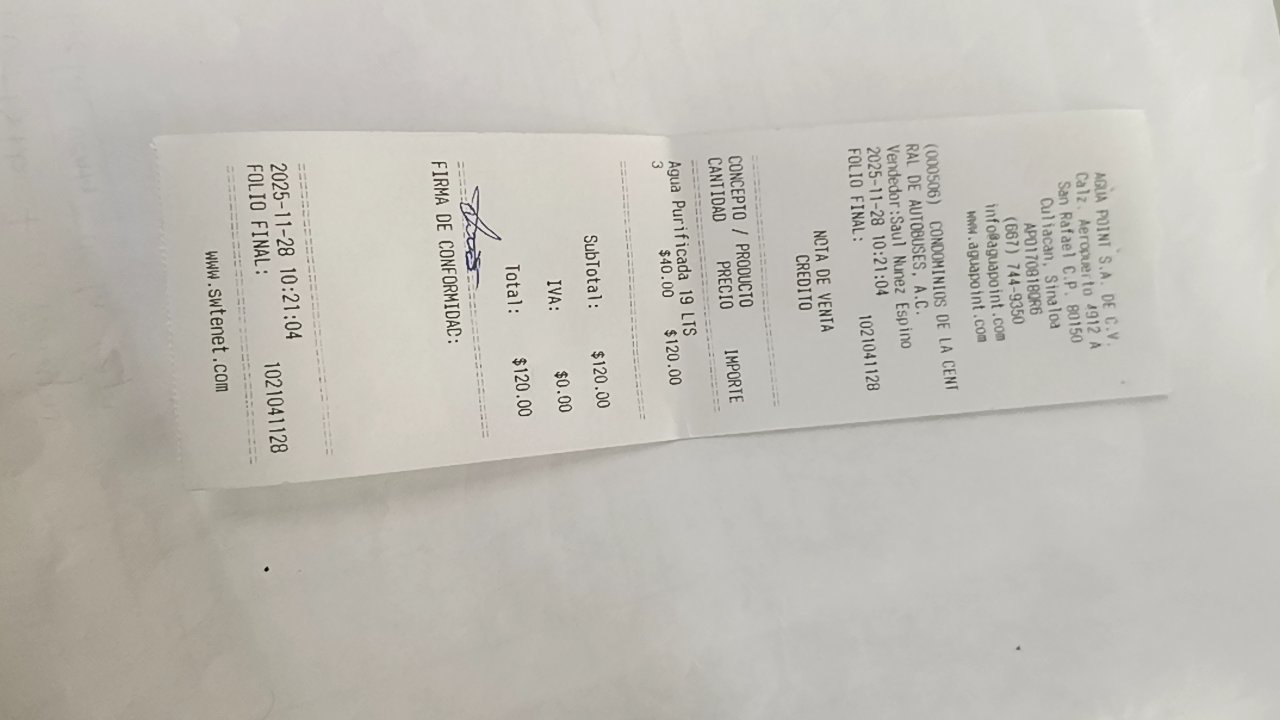 AGUA POINT S.A. DE C.V.
Calz. Aeropuerto 4912 A
San Rafael C.P. 80150
Culiacan, Sinaloa
APO170818QR6
(667) 744-9350
info@aguapoint.com
www.aguapoint.com
(000506) CONDOMINIOS DE LA CENT
RAL DE AUTOBUSES, A.C.
Vendedor:Saul Nunez Espino
2025-11-28 10:21:04
FOLIO FINAL: 1021041128
NOTA DE VENTA
CREDITO
CONCEPTO / PRODUCTO
CANTIDAD PRECIO IMPORTE
Agua Purificada 19 LTS
3 $40.00 $120.00
SubTotal: $120.00
IVA: $0.00
Total: $120.00
FIRMA DE CONFORMIDAD:
2025-11-28 10:21:04
FOLIO FINAL: 1021041128
www.swtenet.com